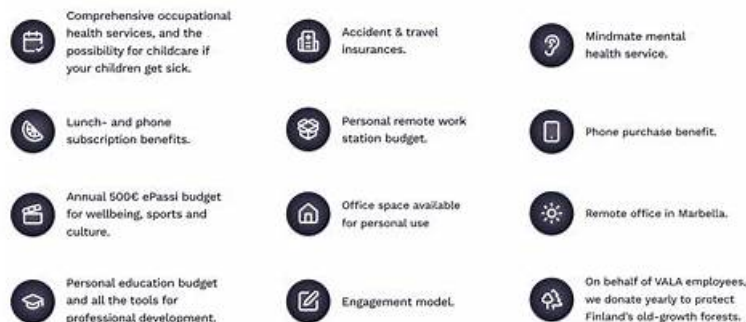 Comprehensive occupational
health services, and the
possibility for childcare if
your children get sick.
Accident & travel
insurances.
Mindmate mental
health service.
Lunch- and phone
subscription benefits.
Personal remote work
station budget.
Phone purchase benefit.
Annual 500€ ePassi budget
for wellbeing, sports and
culture.
Office space available
for personal use
Remote office in Marbella.
Personal education budget
and all the tools for
professional development.
Engagement model.
On behalf of VALA employees,
we donate yearly to protect
Finland's old-growth forests.